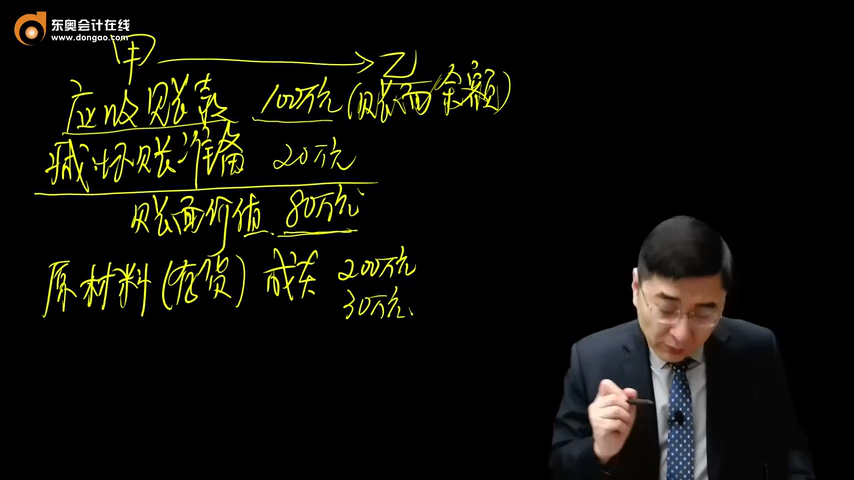 东奥会计在线
www.dongao.com
甲 → 乙
应收账款 100万元(账面余额)
减:坏账准备 20万元
账面价值 80万元
原材料(存货) 成本 200万元
30万元